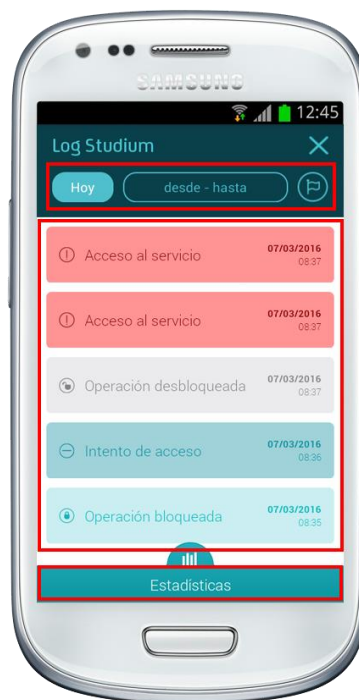 SAMSUNG
12:45
Log Studium
Hoy desde - hasta
Acceso al servicio 07/03/2016
08:37
Acceso al servicio 07/03/2016
08:37
Operación desbloqueada 07/03/2016
08:37
Intento de acceso 07/03/2016
08:36
Operación bloqueada 07/03/2016
08:35
Estadísticas